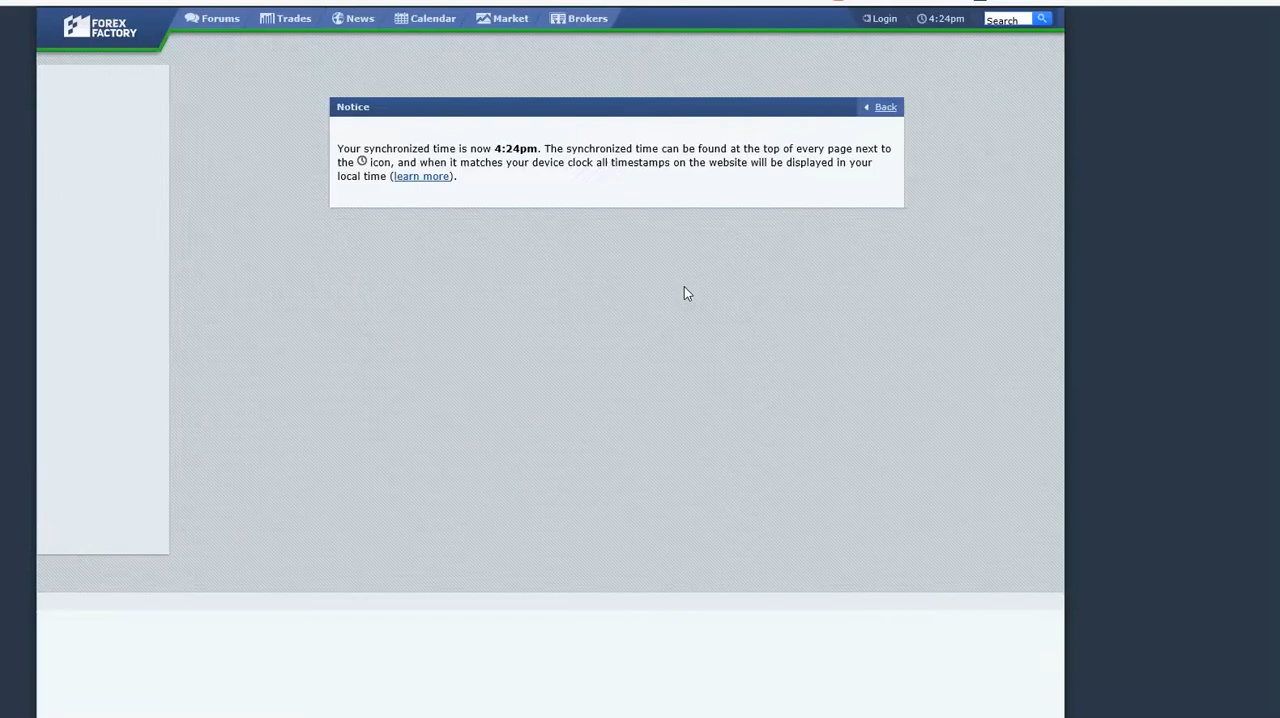 FOREX
FACTORY
Forums
Trades
News
Calendar
Market
Brokers
Login
4:24pm
Search
Notice
Back
Your synchronized time is now 4:24pm. The synchronized time can be found at the top of every page next to
the icon, and when it matches your device clock all timestamps on the website will be displayed in your
local time (learn more).